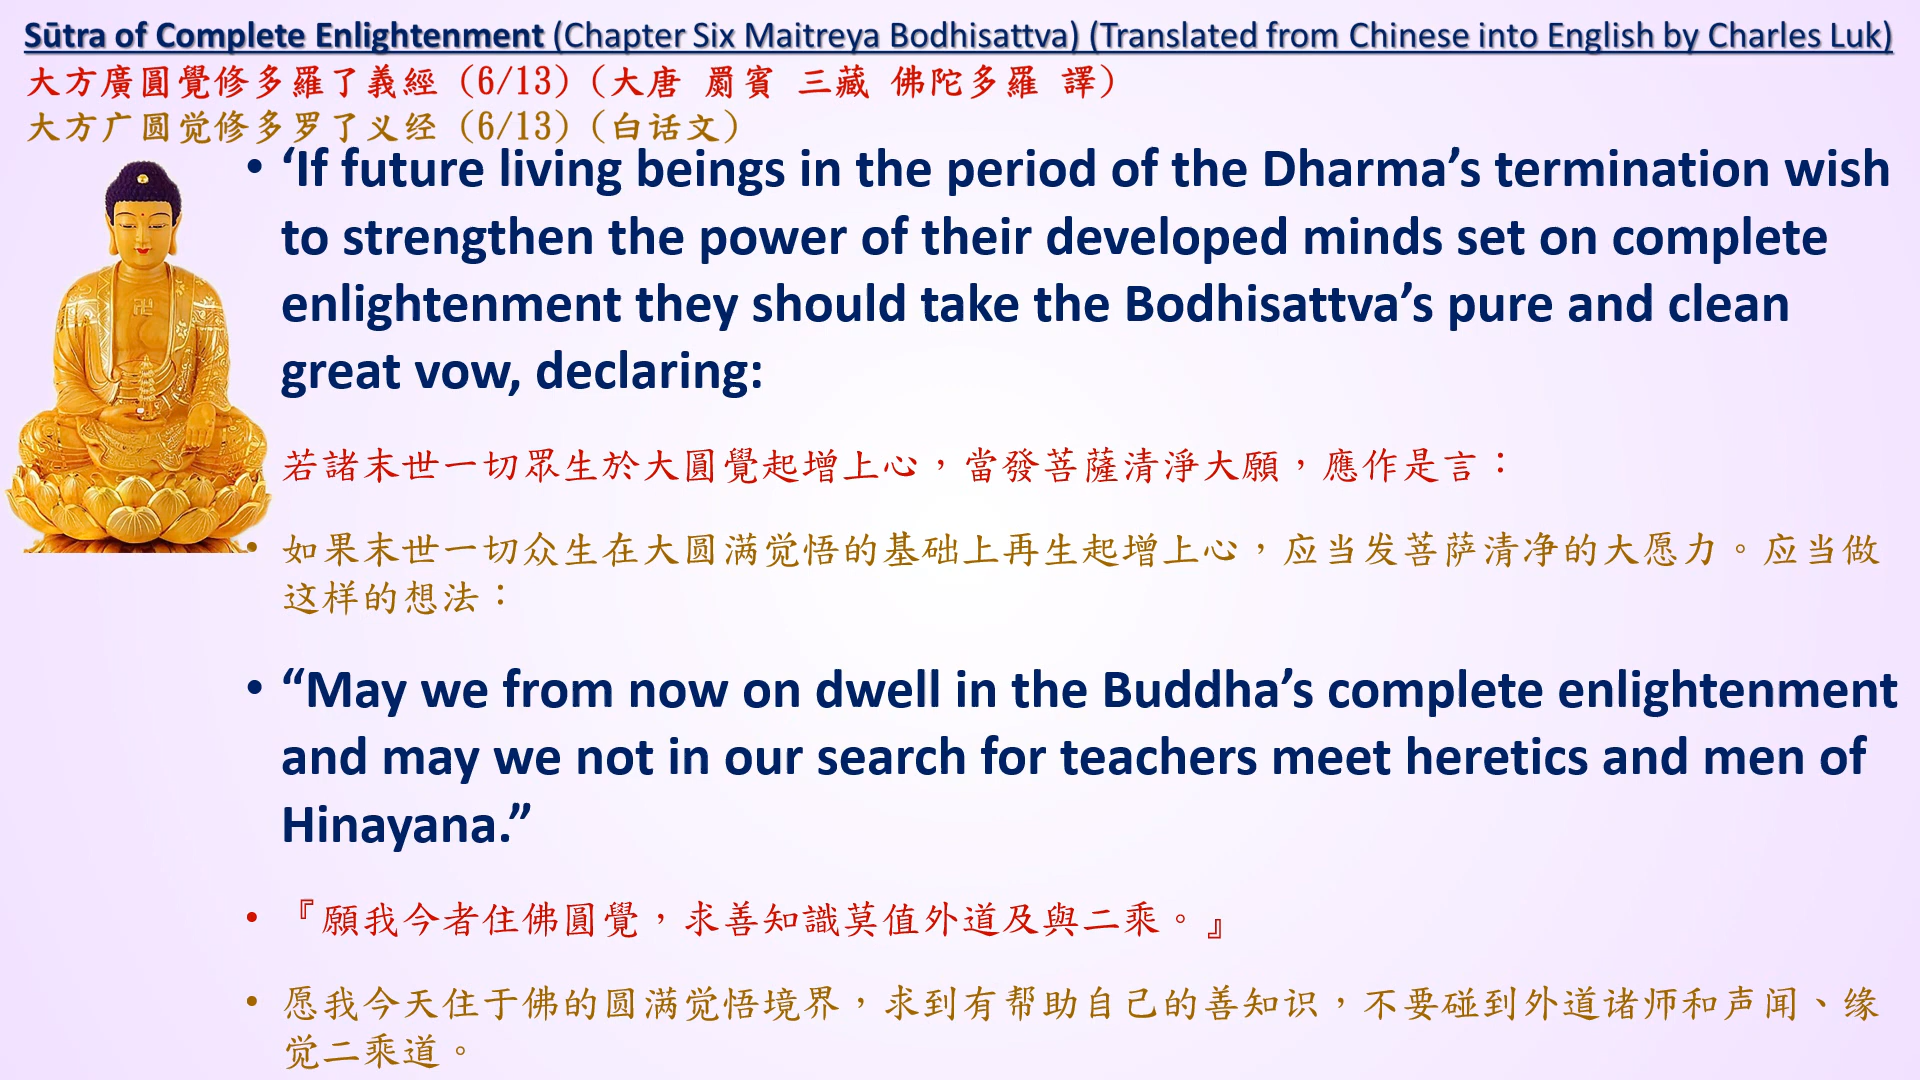 Sūtra of Complete Enlightenment (Chapter Six Maitreya Bodhisattva) (Translated from Chinese into English by Charles Luk)
大方廣圓覺修多羅了義經 (6/13) (大唐 罽賓 三藏 佛陀多羅 譯)
大方广圆觉修多罗了义经 (6/13) (白话文)
• ‘If future living beings in the period of the Dharma’s termination wish
to strengthen the power of their developed minds set on complete
enlightenment they should take the Bodhisattva’s pure and clean
great vow, declaring:
若諸末世一切眾生於大圓覺起增上心，當發菩薩清淨大願，應作是言：
• 如果末世一切众生在大圆满觉悟的基础上再生起增上心，应当发菩萨清净的大愿力。应当做
这样的想法：
• “May we from now on dwell in the Buddha’s complete enlightenment
and may we not in our search for teachers meet heretics and men of
Hinayana.”
• 『願我今者住佛圓覺，求善知識莫值外道及與二乘。』
• 愿我今天住于佛的圆满觉悟境界，求到有帮助自己的善知识，不要碰到外道诸师和声闻、缘
觉二乘道。